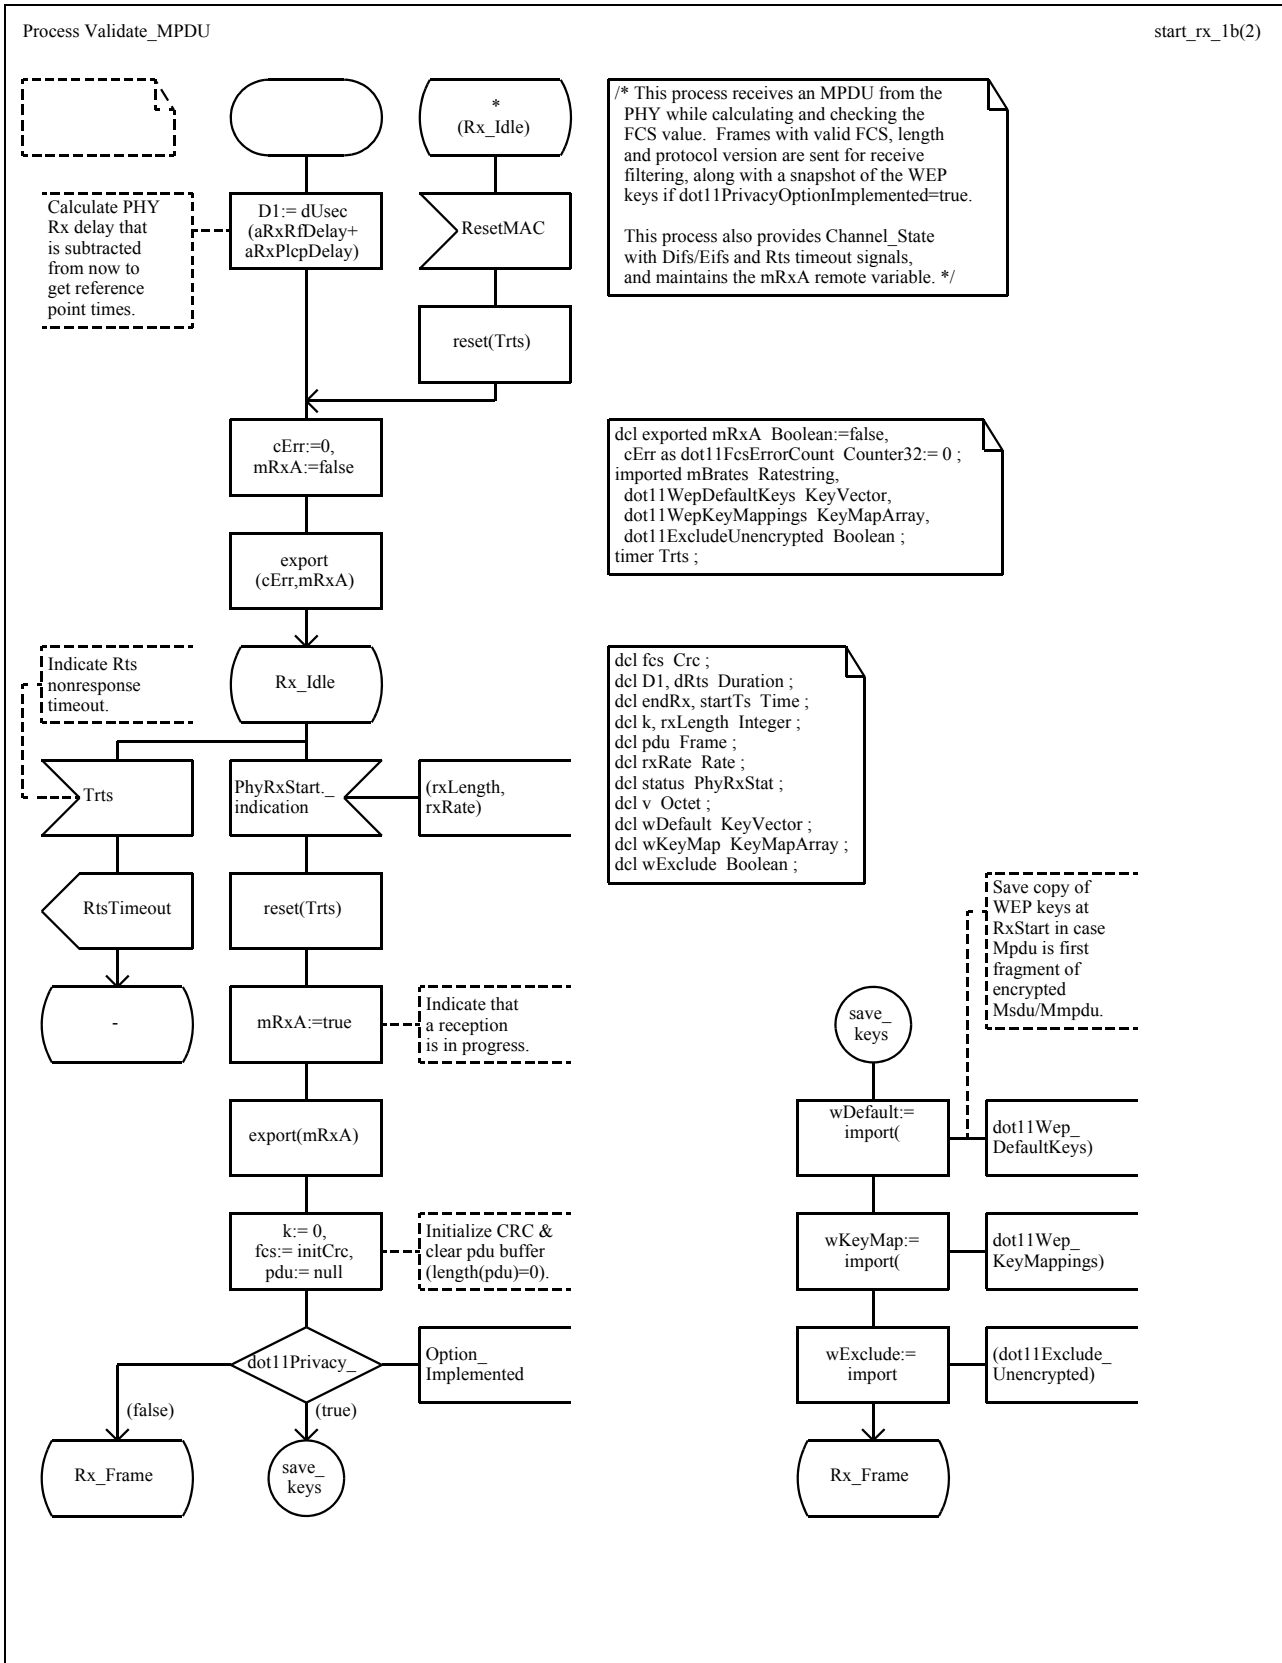 Process Validate_MPDU
start_rx_1b(2)
*
(Rx_Idle)
/* This process receives an MPDU from the
PHY while calculating and checking the
FCS value.  Frames with valid FCS, length
and protocol version are sent for receive
filtering, along with a snapshot of the WEP
keys if dot11PrivacyOptionImplemented=true.
This process also provides Channel_State
with Difs/Eifs and Rts timeout signals,
and maintains the mRxA remote variable. */
Calculate PHY
Rx delay that
is subtracted
from now to
get reference
point times.
D1:= dUsec
(aRxRfDelay+
aRxPlcpDelay)
ResetMAC
reset(Trts)
cErr:=0,
mRxA:=false
dcl exported mRxA  Boolean:=false,
cErr as dot11FcsErrorCount  Counter32:= 0 ;
imported mBrates  Ratestring,
dot11WepDefaultKeys  KeyVector,
dot11WepKeyMappings  KeyMapArray,
dot11ExcludeUnencrypted  Boolean ;
timer Trts ;
export
(cErr,mRxA)
Indicate Rts
nonresponse
timeout.
Rx_Idle
dcl fcs  Crc ;
dcl D1, dRts  Duration ;
dcl endRx, startTs  Time ;
dcl k, rxLength  Integer ;
dcl pdu  Frame ;
dcl rxRate  Rate ;
dcl status  PhyRxStat ;
dcl v  Octet ;
dcl wDefault  KeyVector ;
dcl wKeyMap  KeyMapArray ;
dcl wExclude  Boolean ;
Trts
PhyRxStart._
indication
(rxLength,
rxRate)
RtsTimeout
reset(Trts)
Save copy of
WEP keys at
RxStart in case
Mpdu is first
fragment of
encrypted
Msdu/Mmpdu.
-
mRxA:=true
Indicate that
a reception
is in progress.
save_
keys
export(mRxA)
wDefault:=
import(
dot11Wep_
DefaultKeys)
k:= 0,
fcs:= initCrc,
pdu:= null
Initialize CRC &
clear pdu buffer
(length(pdu)=0).
wKeyMap:=
import(
dot11Wep_
KeyMappings)
dot11Privacy_
Option_
Implemented
wExclude:=
import
(dot11Exclude_
Unencrypted)
(false)
(true)
Rx_Frame
save_
keys
Rx_Frame